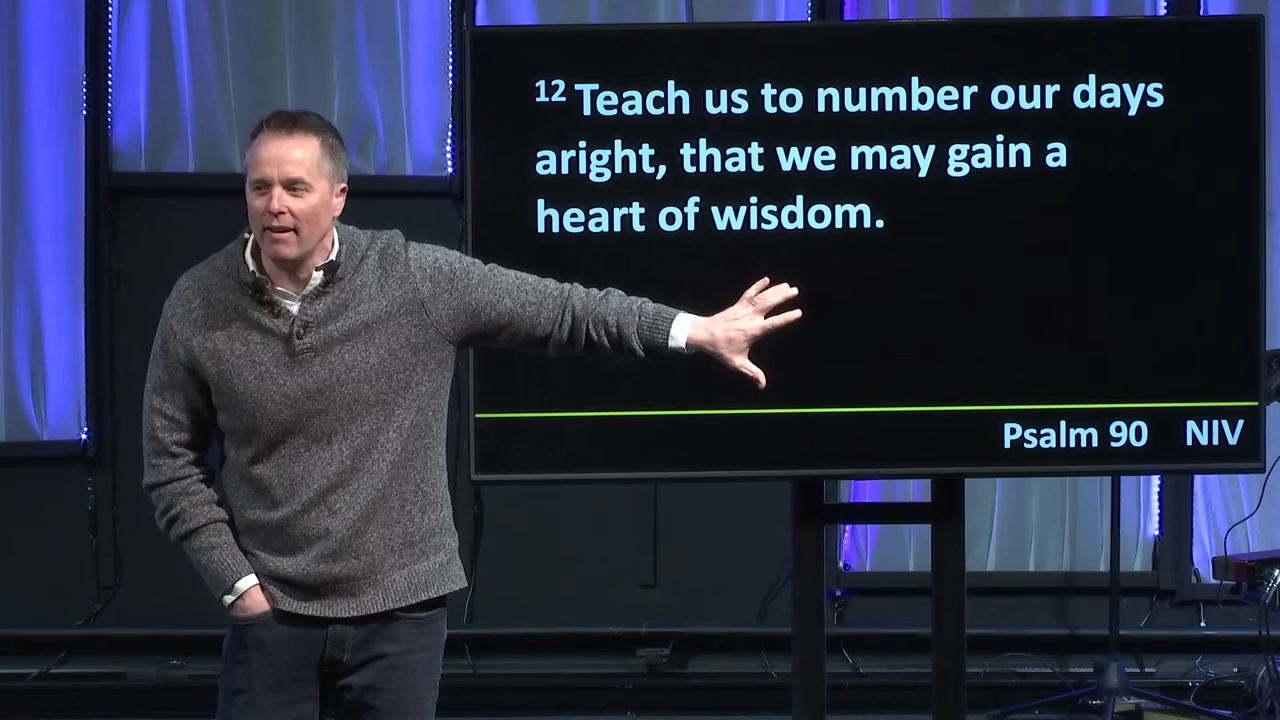 12 Teach us to number our days
aright, that we may gain a
heart of wisdom.
Psalm 90 NIV